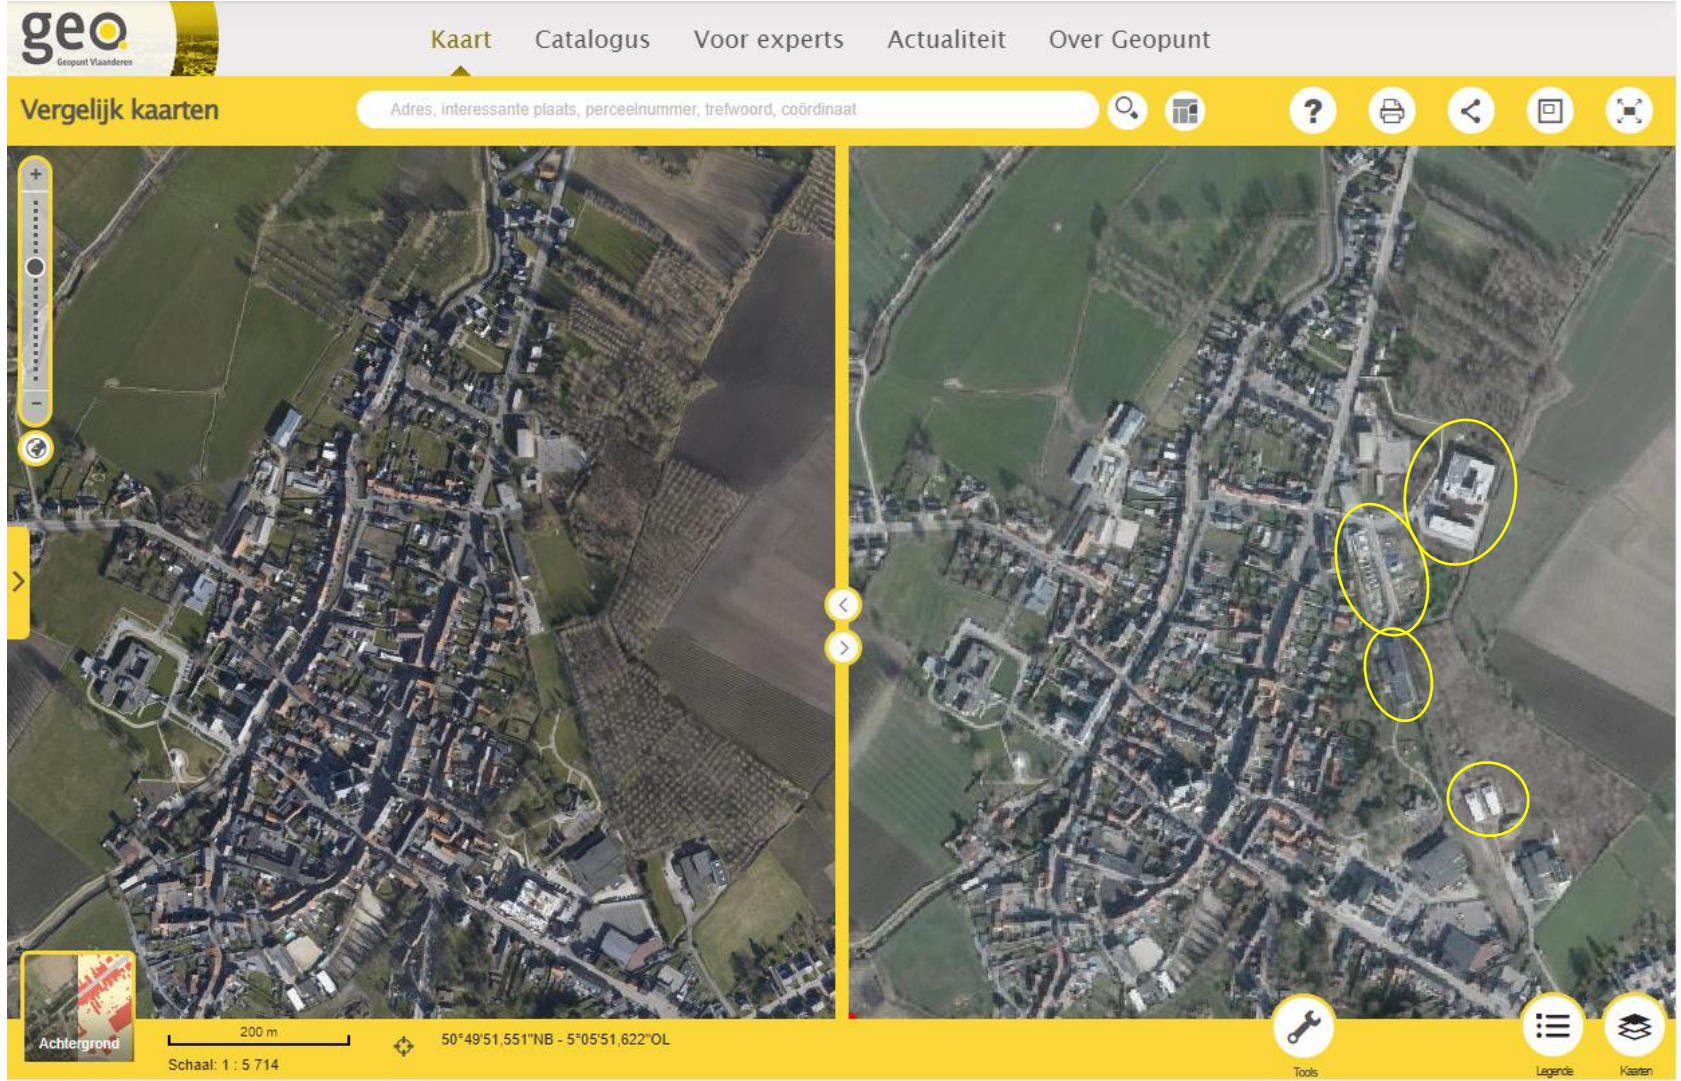 geo
Geopunt Vlaanderen
Kaart Catalogus Voor experts Actualiteit Over Geopunt
Vergelijk kaarten
Adres, interessante plaats, perceelnummer, trefwoord, coördinaat
?
+
−
Achtergrond
200 m
Schaal: 1 : 5 714
50°49'51,551"NB - 5°05'51,622"OL
Tools
Legende
Kaarten